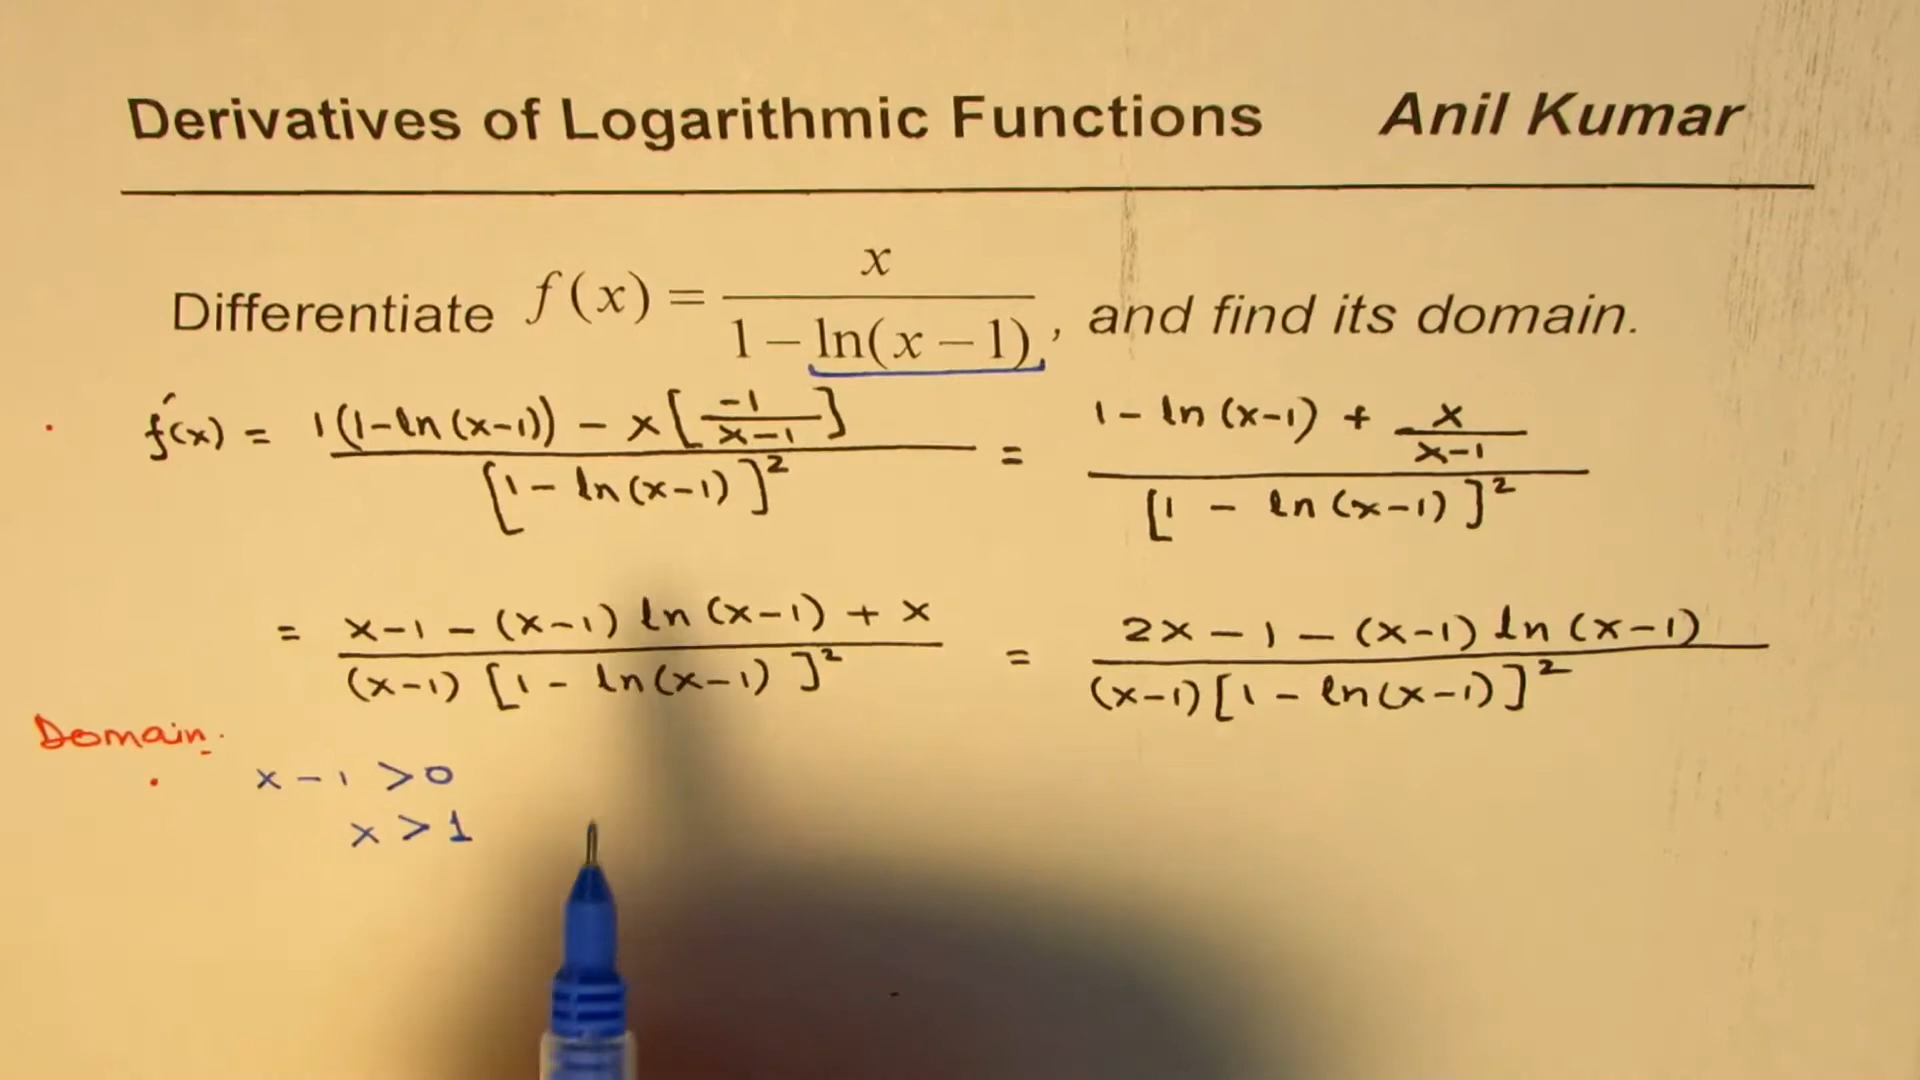 Derivatives of Logarithmic Functions Anil Kumar
Differentiate f(x) = x / (1 − ln(x − 1)), and find its domain.
f'(x) = 1(1-ln(x-1)) - x[-1/(x-1)] / [1 - ln(x-1)]² = 1 - ln(x-1) + x/(x-1) / [1 - ln(x-1)]²
= x-1 - (x-1) ln(x-1) + x / (x-1)[1 - ln(x-1)]² = 2x - 1 - (x-1) ln(x-1) / (x-1)[1 - ln(x-1)]²
Domain.
x - 1 > 0
x > 1